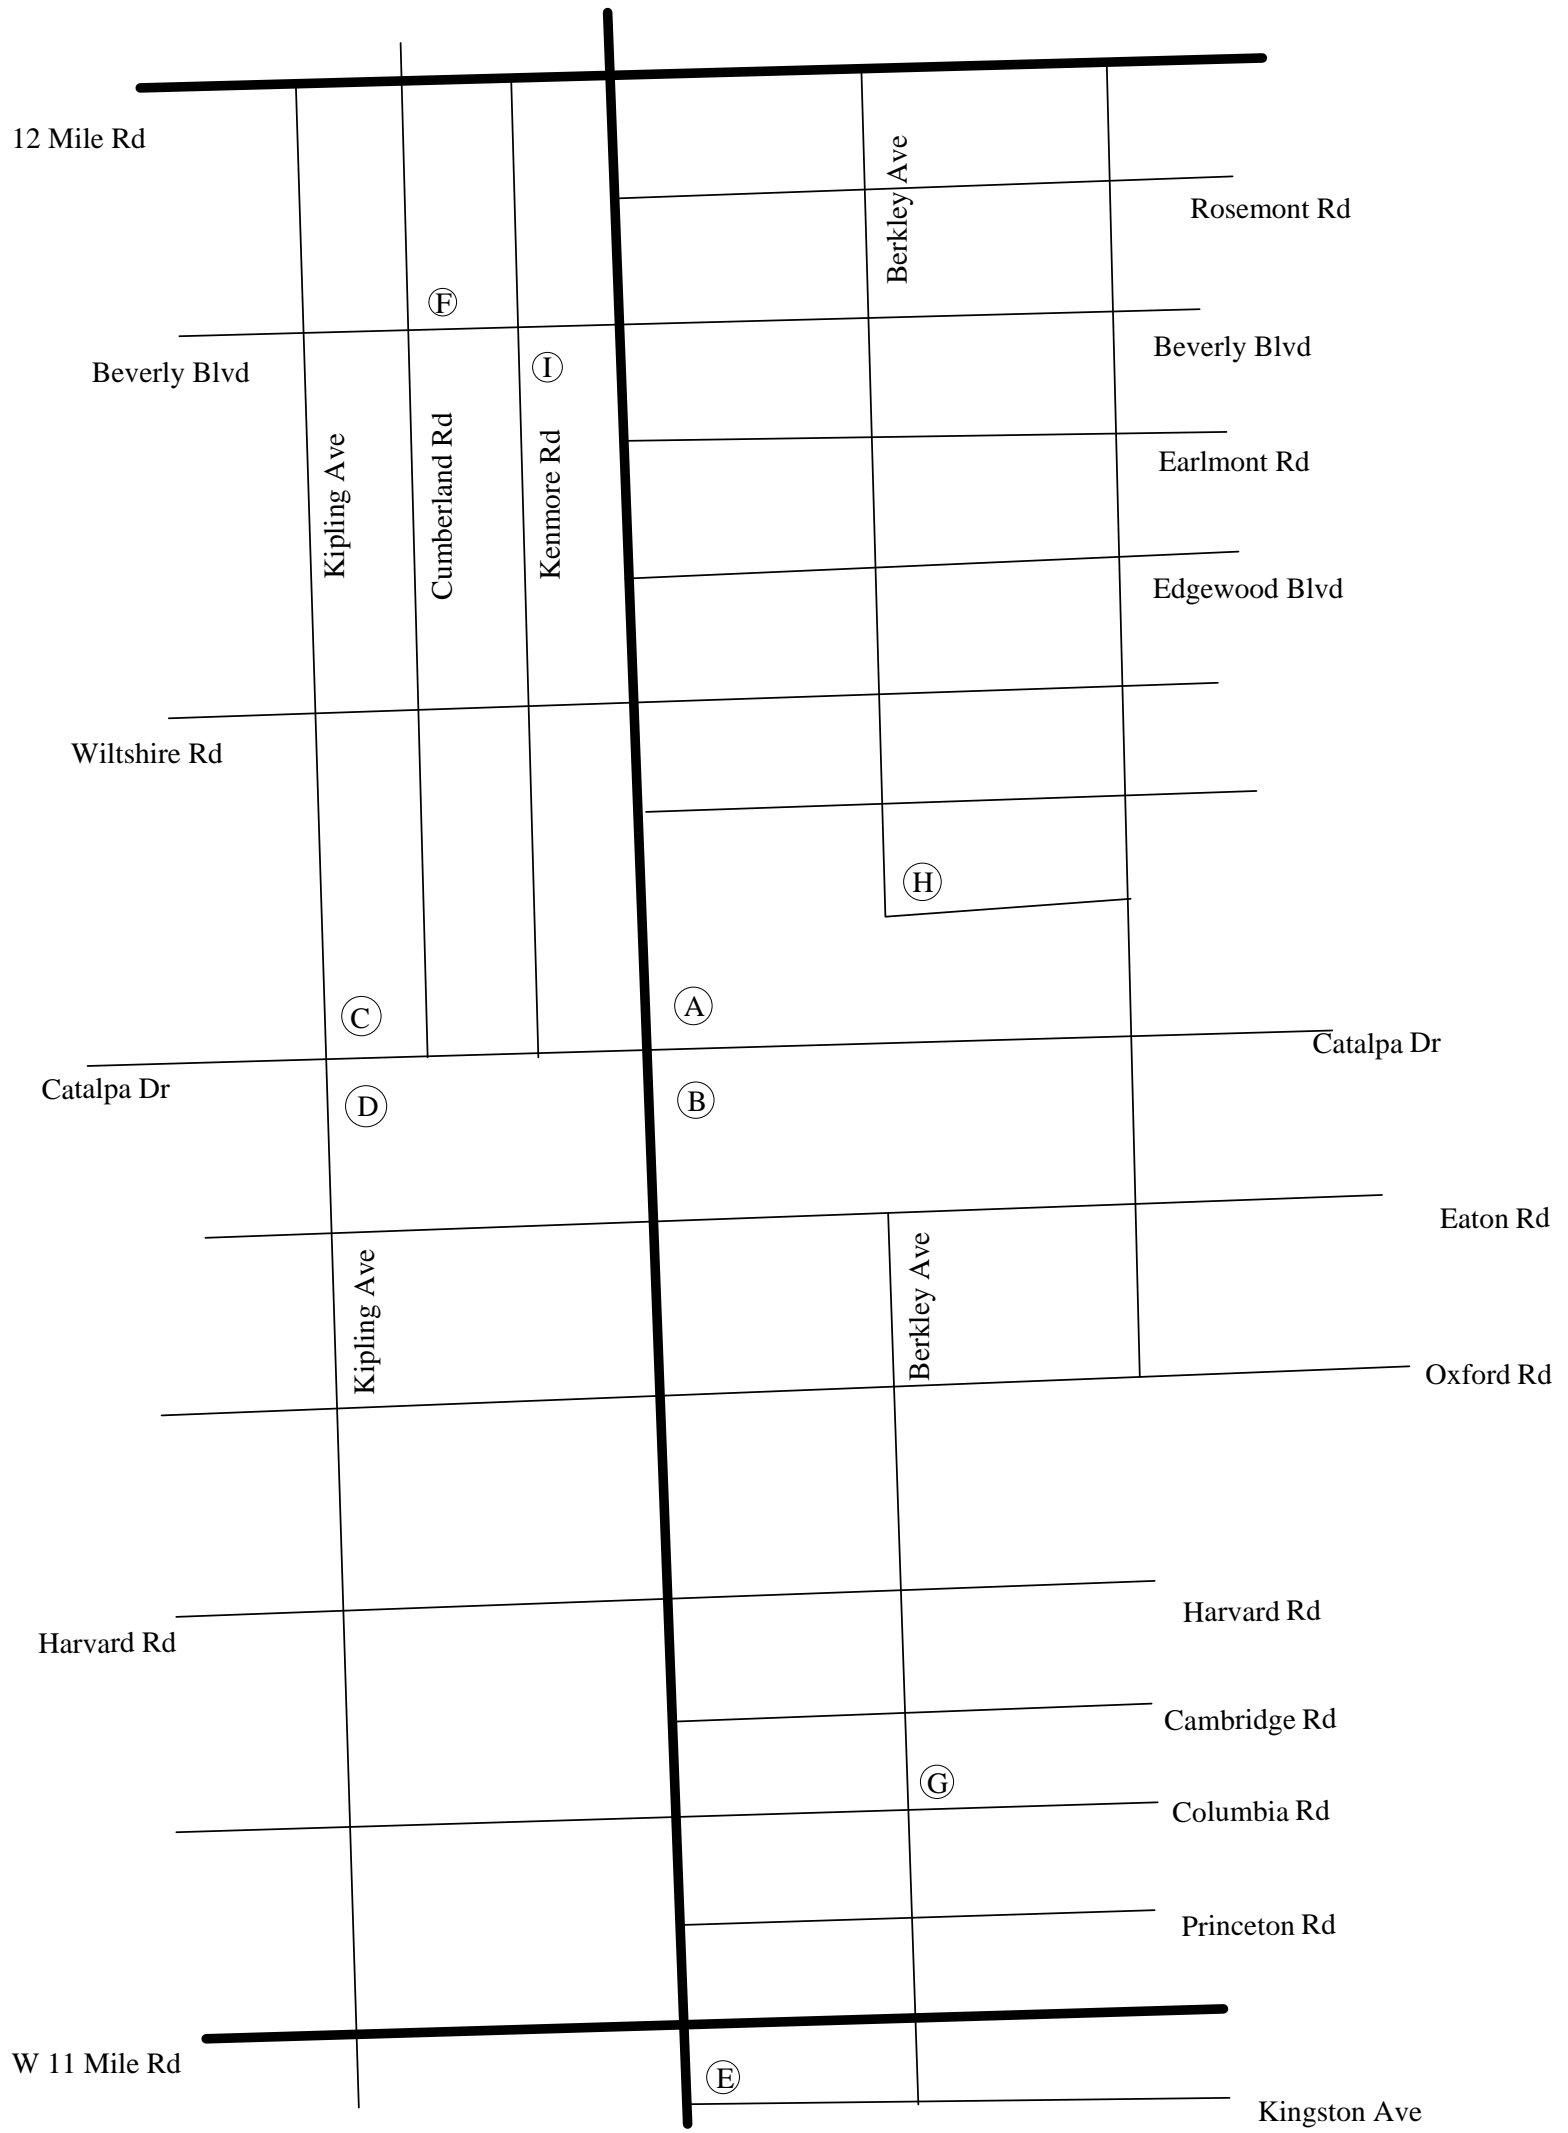 12 Mile Rd
Berkley Ave
Rosemont Rd
F
Beverly Blvd
Beverly Blvd
I
Kipling Ave
Cumberland Rd
Kenmore Rd
Earlmont Rd
Edgewood Blvd
Wiltshire Rd
H
C
A
Catalpa Dr
Catalpa Dr
D
B
Eaton Rd
Kipling Ave
Berkley Ave
Oxford Rd
Harvard Rd
Harvard Rd
Cambridge Rd
G
Columbia Rd
Princeton Rd
W 11 Mile Rd
E
Kingston Ave